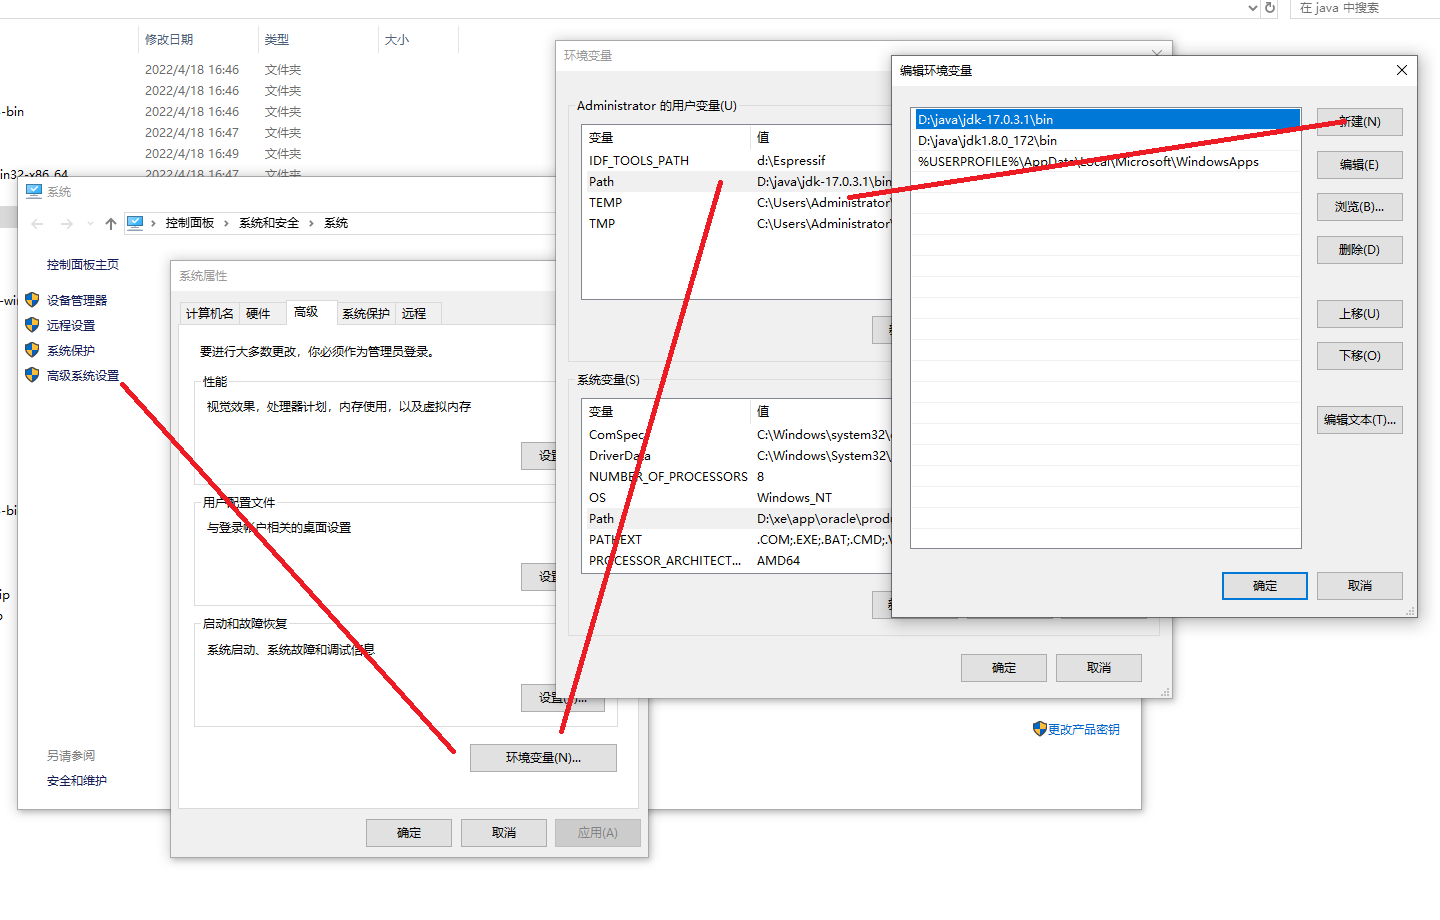 在 java 中搜索
修改日期 类型 大小
2022/4/18 16:46 文件夹
2022/4/18 16:46 文件夹
-bin 2022/4/18 16:46 文件夹
2022/4/18 16:47 文件夹
2022/4/18 16:49 文件夹
in32-x86_64 2022/4/18 16:47 文件夹
系统
控制面板 系统和安全 系统
控制面板主页
-win
设备管理器
远程设置
系统保护
高级系统设置
-bi
ip
另请参阅
安全和维护
更改产品密钥
系统属性
计算机名 硬件 高级 系统保护 远程
要进行大多数更改，你必须作为管理员登录。
性能
视觉效果，处理器计划，内存使用，以及虚拟内存
设置
用户配置文件
与登录帐户相关的桌面设置
设置
启动和故障恢复
系统启动、系统故障和调试信息
设置
环境变量(N)...
确定 取消 应用(A)
环境变量
Administrator 的用户变量(U)
变量 值
IDF_TOOLS_PATH d:\Espressif
Path D:\java\jdk-17.0.3.1\bin
TEMP C:\Users\Administrator\
TMP C:\Users\Administrator\
系统变量(S)
变量 值
ComSpec C:\Windows\system32\
DriverData C:\Windows\System32\
NUMBER_OF_PROCESSORS 8
OS Windows_NT
Path D:\xe\app\oracle\produ
PATHEXT .COM;.EXE;.BAT;.CMD;.
PROCESSOR_ARCHITECT... AMD64
确定 取消
编辑环境变量
D:\java\jdk-17.0.3.1\bin
D:\java\jdk1.8.0_172\bin
%USERPROFILE%\AppData\Local\Microsoft\WindowsApps
新建(N)
编辑(E)
浏览(B)...
删除(D)
上移(U)
下移(O)
编辑文本(T)...
确定 取消